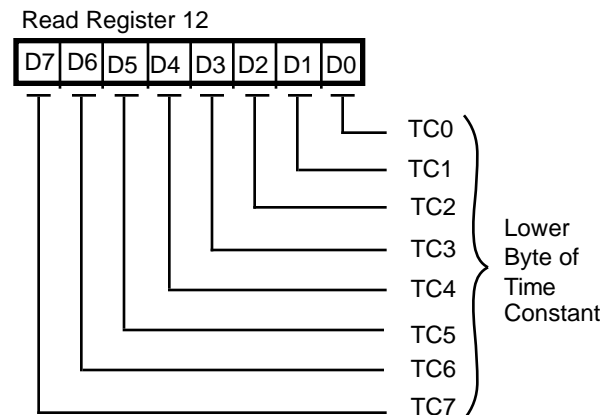 Read Register 12
D7 D6 D5 D4 D3 D2 D1 D0
TC0
TC1
TC2
TC3
TC4
TC5
TC6
TC7
Lower
Byte of
Time
Constant